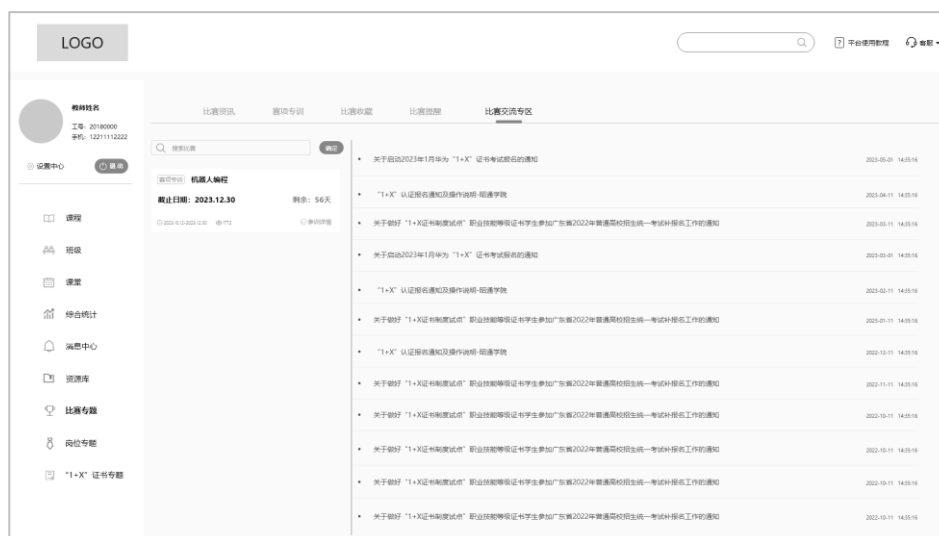 LOGO
平台使用教程
客服
教师姓名
工号: 20180000
手机: 12211112222
设置中心
退出
课程
班级
课堂
综合统计
消息中心
资源库
比赛专题
岗位专题
"1+X" 证书专题
比赛资讯
赛项专训
比赛收藏
比赛提醒
比赛交流专区
搜索比赛
确定
赛项专训 机器人编程
截止日期: 2023.12.30 剩余: 56天
关于启动2023年1月华为 "1+X" 证书考试报名的通知 2023-05-01 14:35:16
"1+X" 认证报名通知及操作说明-昭通学院 2023-04-11 14:35:16
关于做好 "1+X证书制度试点" 职业技能等级证书学生参加广东省2022年普通高校招生统一考试补报名工作的通知 2023-03-11 14:35:16
关于启动2023年1月华为 "1+X" 证书考试报名的通知 2023-03-01 14:35:16
"1+X" 认证报名通知及操作说明-昭通学院 2023-02-11 14:35:16
关于做好 "1+X证书制度试点" 职业技能等级证书学生参加广东省2022年普通高校招生统一考试补报名工作的通知 2023-01-11 14:35:16
"1+X" 认证报名通知及操作说明-昭通学院 2022-12-11 14:35:16
关于做好 "1+X证书制度试点" 职业技能等级证书学生参加广东省2022年普通高校招生统一考试补报名工作的通知 2022-11-11 14:35:16
关于做好 "1+X证书制度试点" 职业技能等级证书学生参加广东省2022年普通高校招生统一考试补报名工作的通知 2022-10-11 14:35:16
关于做好 "1+X证书制度试点" 职业技能等级证书学生参加广东省2022年普通高校招生统一考试补报名工作的通知 2022-10-11 14:35:16
关于做好 "1+X证书制度试点" 职业技能等级证书学生参加广东省2022年普通高校招生统一考试补报名工作的通知 2022-10-11 14:35:16
关于做好 "1+X证书制度试点" 职业技能等级证书学生参加广东省2022年普通高校招生统一考试补报名工作的通知 2022-10-11 14:35:16